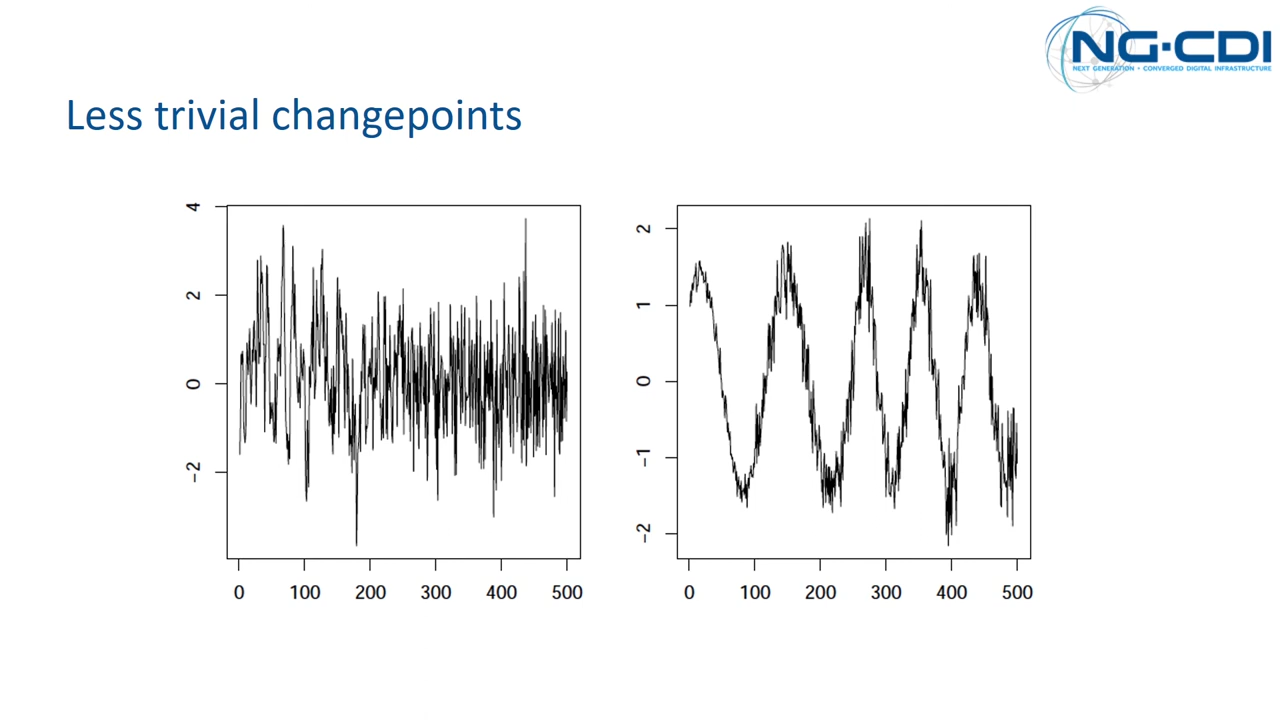 NG·CDI
NEXT GENERATION • CONVERGED DIGITAL INFRASTRUCTURE
Less trivial changepoints
4
2
0
−2
0 100 200 300 400 500
2
1
0
−1
−2
0 100 200 300 400 500